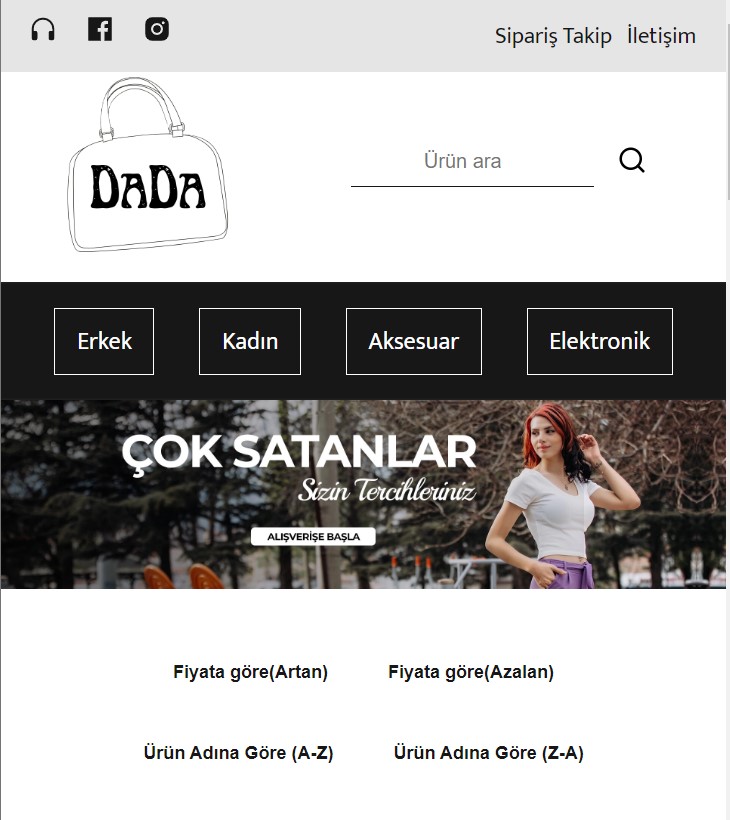 Sipariş Takip İletişim
DaDa
Ürün ara
Erkek Kadın Aksesuar Elektronik
ÇOK SATANLAR
Sizin Tercihleriniz
ALIŞVERİŞE BAŞLA
Fiyata göre(Artan) Fiyata göre(Azalan)
Ürün Adına Göre (A-Z) Ürün Adına Göre (Z-A)